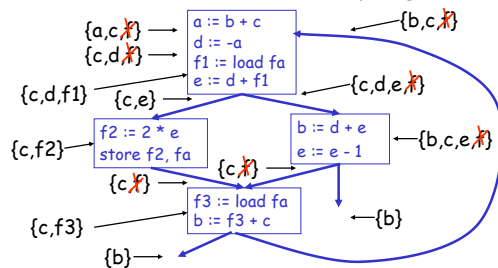 {a,c,f}
a := b + c
{b,c,f}
{c,d,f}
d := -a
f1 := load fa
{c,d,f1}
e := d + f1
{c,d,e,f}
{c,e}
f2 := 2 * e
b := d + e
{c,f2}
store f2, fa
e := e - 1
{b,c,e,f}
{c,f}
{c,f}
f3 := load fa
{c,f3}
b := f3 + c
{b}
{b}